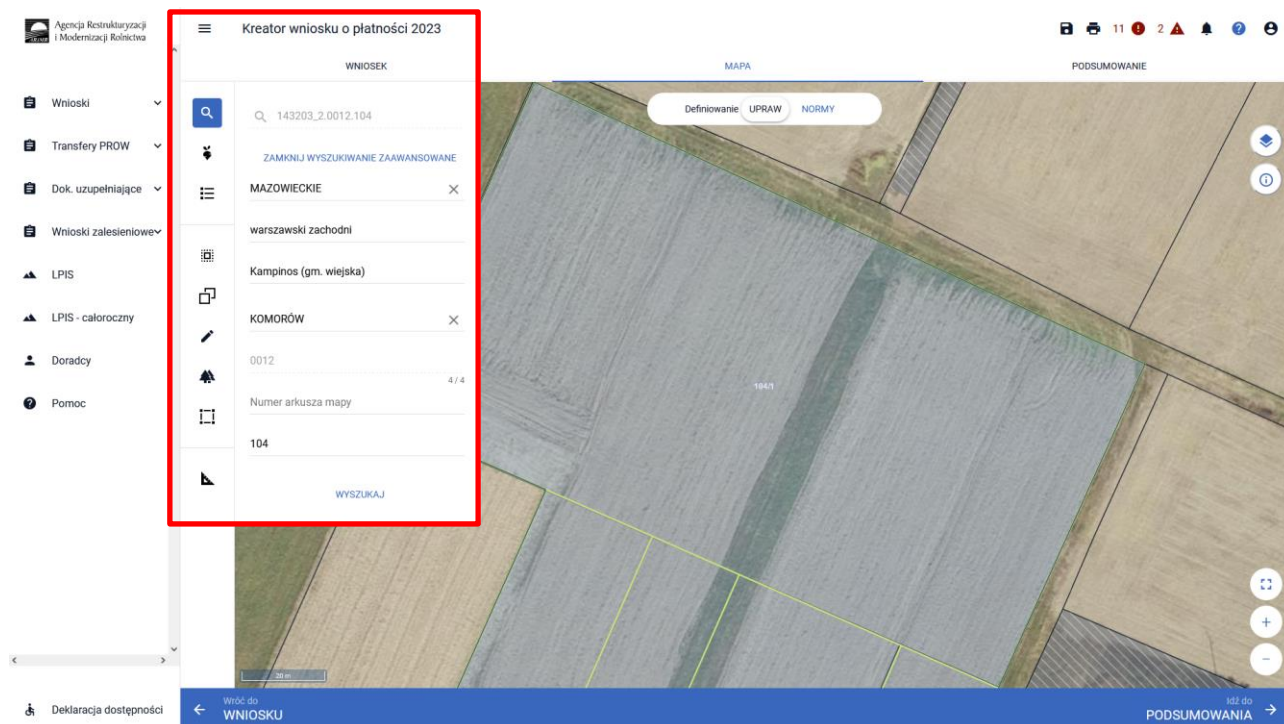 Agencja Restrukturyzacji
i Modernizacji Rolnictwa
Kreator wniosku o płatności 2023
11
2
WNIOSEK
MAPA
PODSUMOWANIE
Wnioski
Transfery PROW
Dok. uzupełniające
Wnioski zalesieniowe
LPIS
LPIS - całoroczny
Doradcy
Pomoc
Deklaracja dostępności
143203_2.0012.104
ZAMKNIJ WYSZUKIWANIE ZAAWANSOWANE
MAZOWIECKIE
warszawski zachodni
Kampinos (gm. wiejska)
KOMORÓW
0012
4 / 4
Numer arkusza mapy
104
WYSZUKAJ
Definiowanie UPRAW NORMY
104/1
20 m
Wróć do
WNIOSKU
Idź do
PODSUMOWANIA